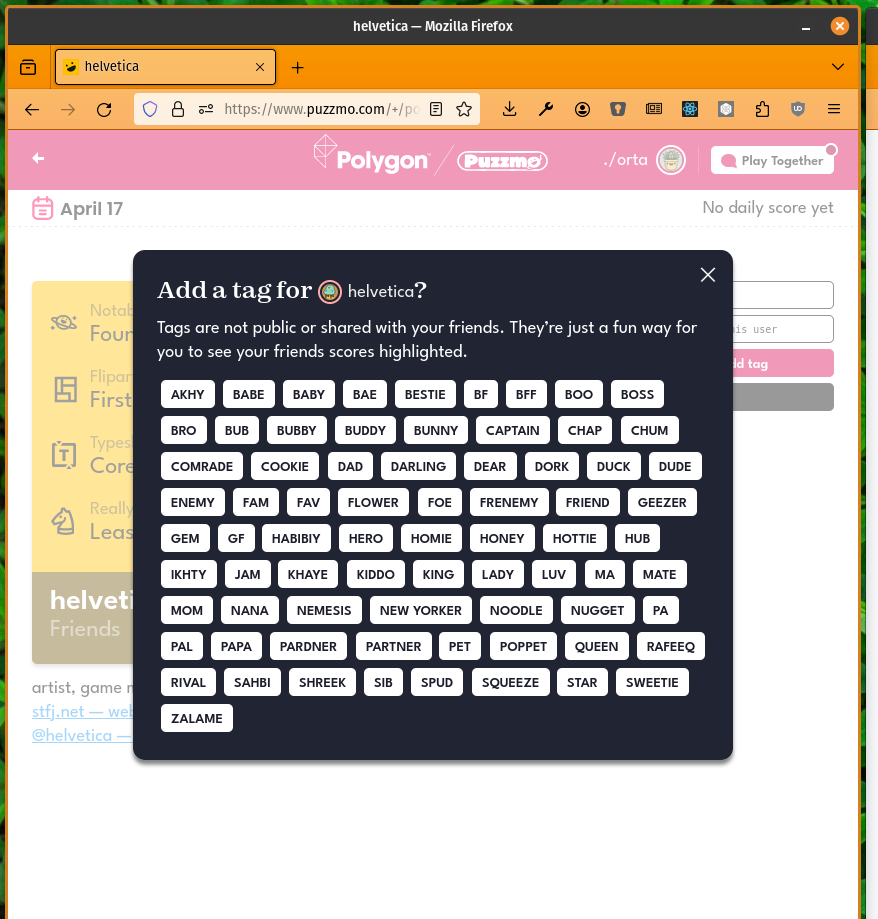 helvetica — Mozilla Firefox
helvetica
https://www.puzzmo.com/+/po
Polygon Puzzmo ./orta Play Together
April 17
No daily score yet
Add a tag for helvetica?
Tags are not public or shared with your friends. They’re just a fun way for
you to see your friends scores highlighted.
AKHY BABE BABY BAE BESTIE BF BFF BOO BOSS
BRO BUB BUBBY BUDDY BUNNY CAPTAIN CHAP CHUM
COMRADE COOKIE DAD DARLING DEAR DORK DUCK DUDE
ENEMY FAM FAV FLOWER FOE FRENEMY FRIEND GEEZER
GEM GF HABIBIY HERO HOMIE HONEY HOTTIE HUB
IKHTY JAM KHAYE KIDDO KING LADY LUV MA MATE
MOM NANA NEMESIS NEW YORKER NOODLE NUGGET PA
PAL PAPA PARDNER PARTNER PET POPPET QUEEN RAFEEQ
RIVAL SAHBI SHREEK SIB SPUD SQUEEZE STAR SWEETIE
ZALAME
Notab
Four
Flipart
First
Types
Core
Really
Leas
helveti
Friends
artist, game m
stfj.net — web
@helvetica —
his user
dd tag